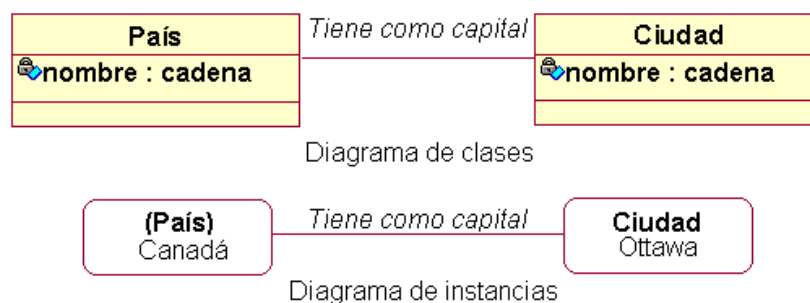 País
Tiene como capital
Ciudad
nombre : cadena
nombre : cadena
Diagrama de clases
(País)
Canadá
Tiene como capital
Ciudad
Ottawa
Diagrama de instancias